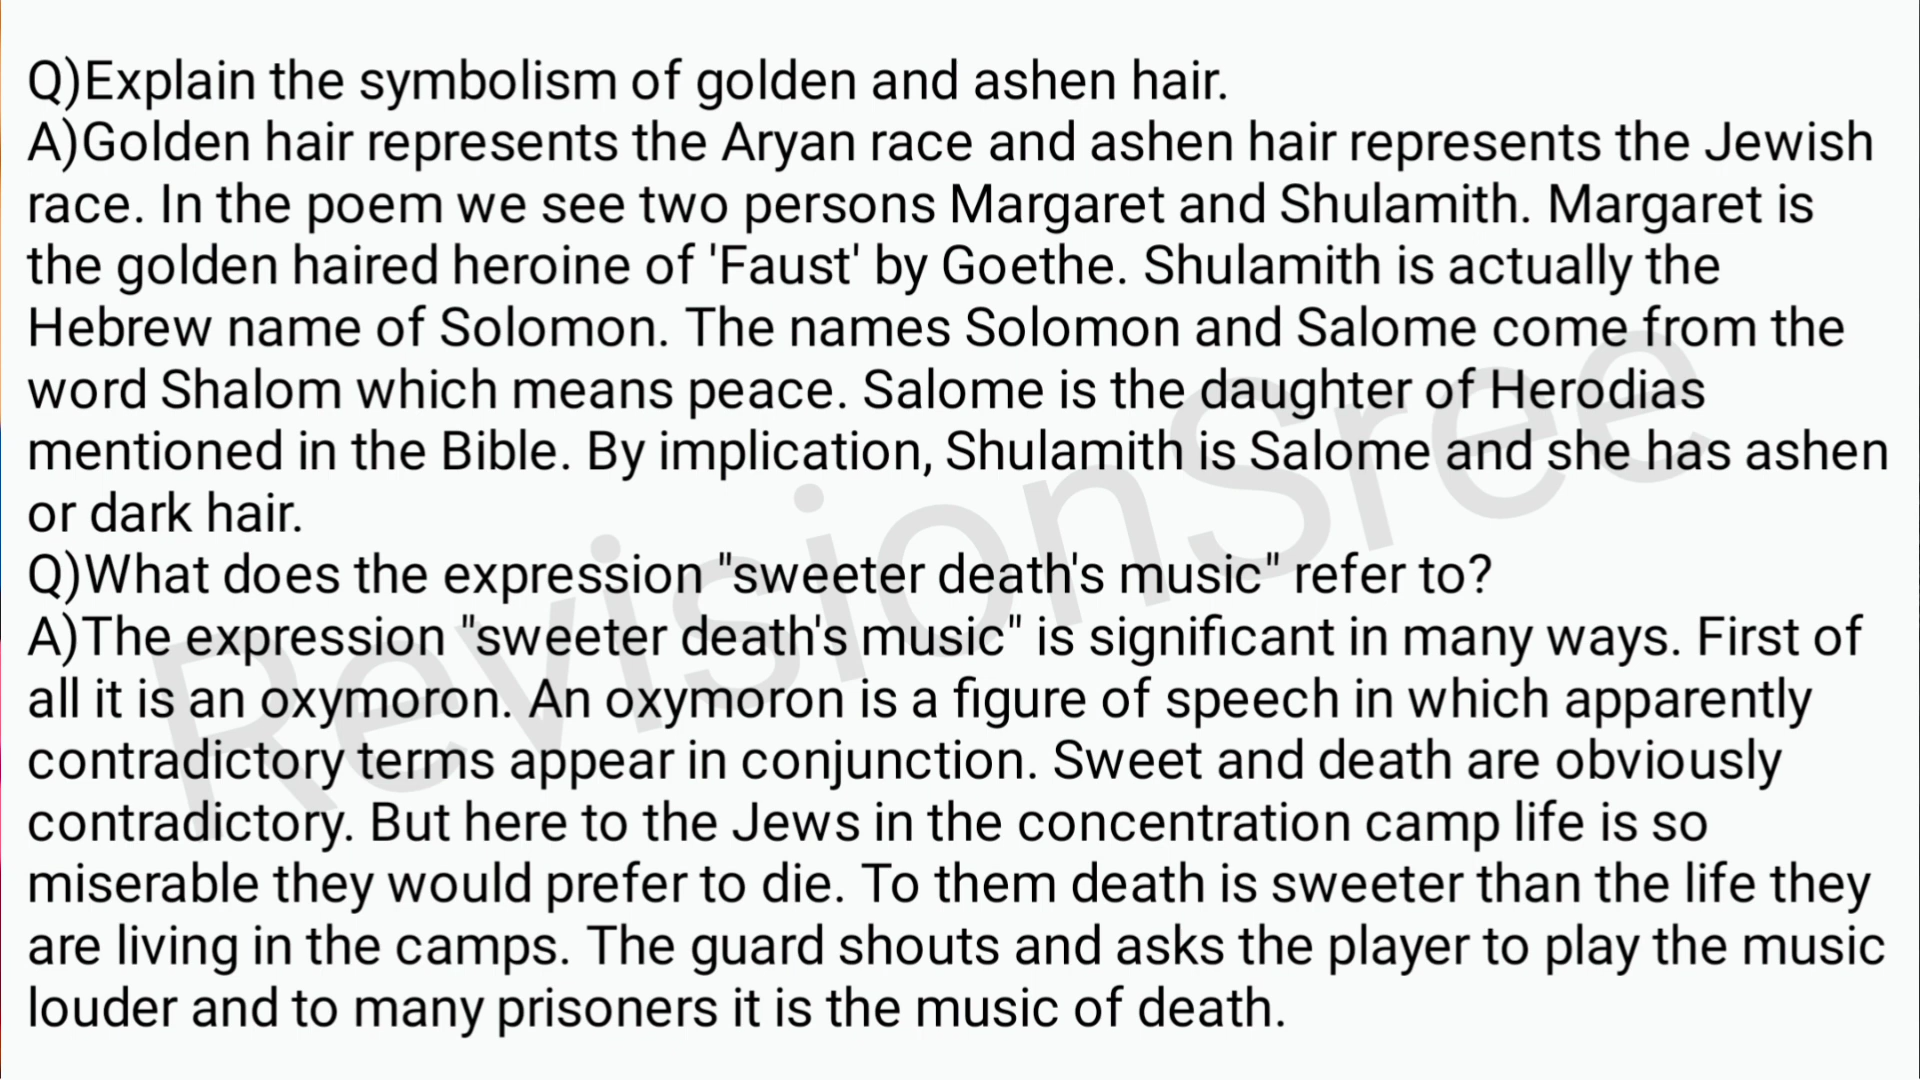 Q)Explain the symbolism of golden and ashen hair.
A)Golden hair represents the Aryan race and ashen hair represents the Jewish
race. In the poem we see two persons Margaret and Shulamith. Margaret is
the golden haired heroine of 'Faust' by Goethe. Shulamith is actually the
Hebrew name of Solomon. The names Solomon and Salome come from the
word Shalom which means peace. Salome is the daughter of Herodias
mentioned in the Bible. By implication, Shulamith is Salome and she has ashen
or dark hair.
Q)What does the expression "sweeter death's music" refer to?
A)The expression "sweeter death's music" is significant in many ways. First of
all it is an oxymoron. An oxymoron is a figure of speech in which apparently
contradictory terms appear in conjunction. Sweet and death are obviously
contradictory. But here to the Jews in the concentration camp life is so
miserable they would prefer to die. To them death is sweeter than the life they
are living in the camps. The guard shouts and asks the player to play the music
louder and to many prisoners it is the music of death.
RevisionSree